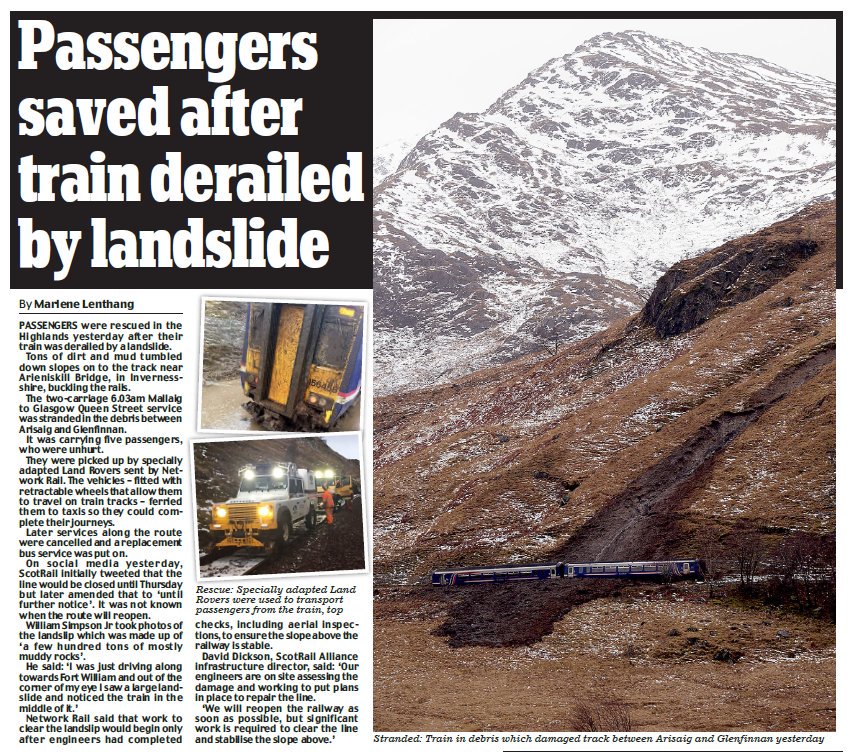 Passengers
saved after
train derailed
by landslide
By Marlene Lenthang
PASSENGERS were rescued in the
Highlands yesterday after their
train was derailed by a landslide.
Tons of dirt and mud tumbled
down slopes on to the track near
Arieniskill Bridge, in Inverness-
shire, buckling the rails.
The two-carriage 6.03am Mallaig
to Glasgow Queen Street service
was stranded in the debris between
Arisaig and Glenfinnan.
It was carrying five passengers,
who were unhurt.
They were picked up by specially
adapted Land Rovers sent by Net-
work Rail. The vehicles – fitted with
retractable wheels that allow them
to travel on train tracks – ferried
them to taxis so they could com-
plete their journeys.
Later services along the route
were cancelled and a replacement
bus service was put on.
On social media yesterday,
ScotRail initially tweeted that the
line would be closed until Thursday
but later amended that to ‘until
further notice’. It was not known
when the route will reopen.
William Simpson Jr took photos of
the landslip which was made up of
‘a few hundred tons of mostly
muddy rocks’.
He said: ‘I was just driving along
towards Fort William and out of the
corner of my eye I saw a large land-
slide and noticed the train in the
middle of it.’
Network Rail said that work to
clear the landslip would begin only
after engineers had completed
Rescue: Specially adapted Land
Rovers were used to transport
passengers from the train, top
checks, including aerial inspec-
tions, to ensure the slope above the
railway is stable.
David Dickson, ScotRail Alliance
infrastructure director, said: ‘Our
engineers are on site assessing the
damage and working to put plans
in place to repair the line.
‘We will reopen the railway as
soon as possible, but significant
work is required to clear the line
and stabilise the slope above.’
Stranded: Train in debris which damaged track between Arisaig and Glenfinnan yesterday